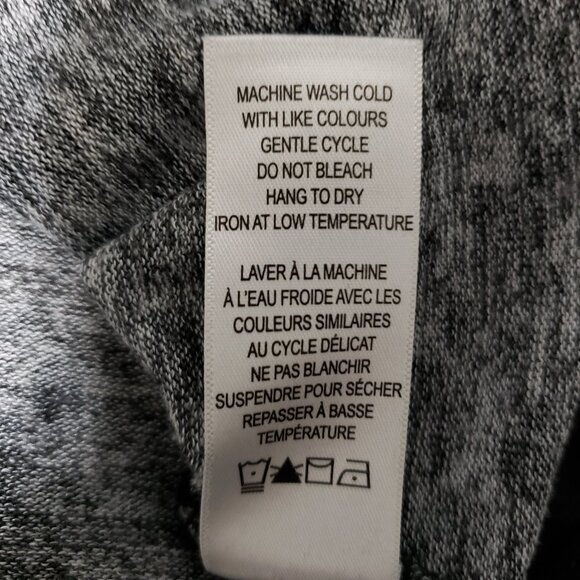 MACHINE WASH COLD
WITH LIKE COLOURS
GENTLE CYCLE
DO NOT BLEACH
HANG TO DRY
IRON AT LOW TEMPERATURE
LAVER À LA MACHINE
À L'EAU FROIDE AVEC LES
COULEURS SIMILAIRES
AU CYCLE DÉLICAT
NE PAS BLANCHIR
SUSPENDRE POUR SÉCHER
REPASSER À BASSE
TEMPÉRATURE